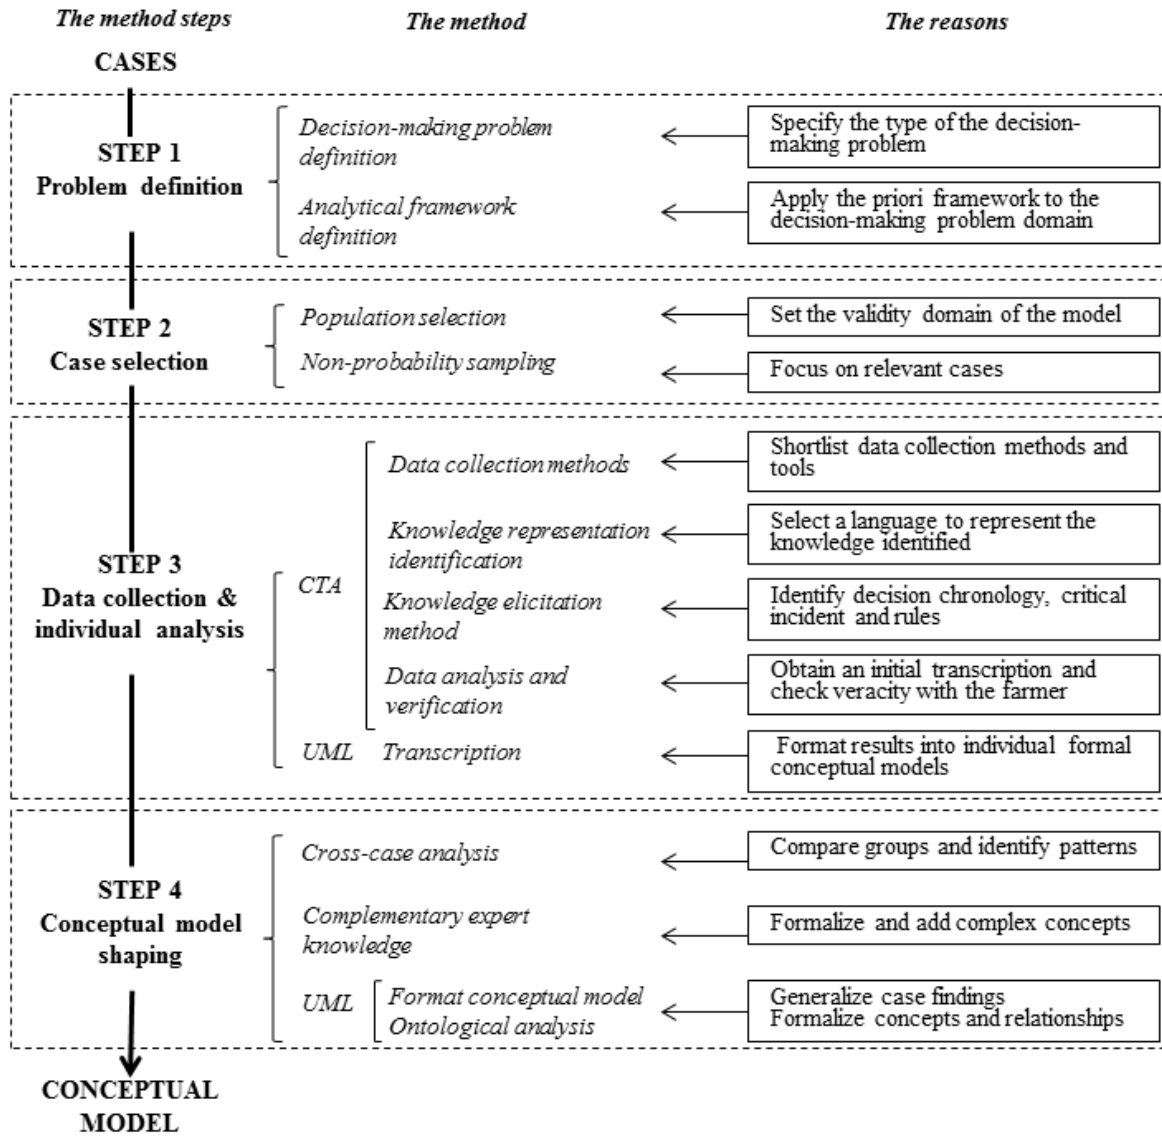 The method steps
The method
The reasons
CASES
STEP 1
Problem definition
Decision-making problem
definition
Specify the type of the decision-
making problem
Analytical framework
definition
Apply the priori framework to the
decision-making problem domain
STEP 2
Case selection
Population selection
Set the validity domain of the model
Non-probability sampling
Focus on relevant cases
STEP 3
Data collection &
individual analysis
CTA
Data collection methods
Shortlist data collection methods and
tools
Knowledge representation
identification
Select a language to represent the
knowledge identified
Knowledge elicitation
method
Identify decision chronology, critical
incident and rules
Data analysis and
verification
Obtain an initial transcription and
check veracity with the farmer
UML
Transcription
Format results into individual formal
conceptual models
STEP 4
Conceptual model
shaping
Cross-case analysis
Compare groups and identify patterns
Complementary expert
knowledge
Formalize and add complex concepts
UML
Format conceptual model
Ontological analysis
Generalize case findings
Formalize concepts and relationships
CONCEPTUAL
MODEL